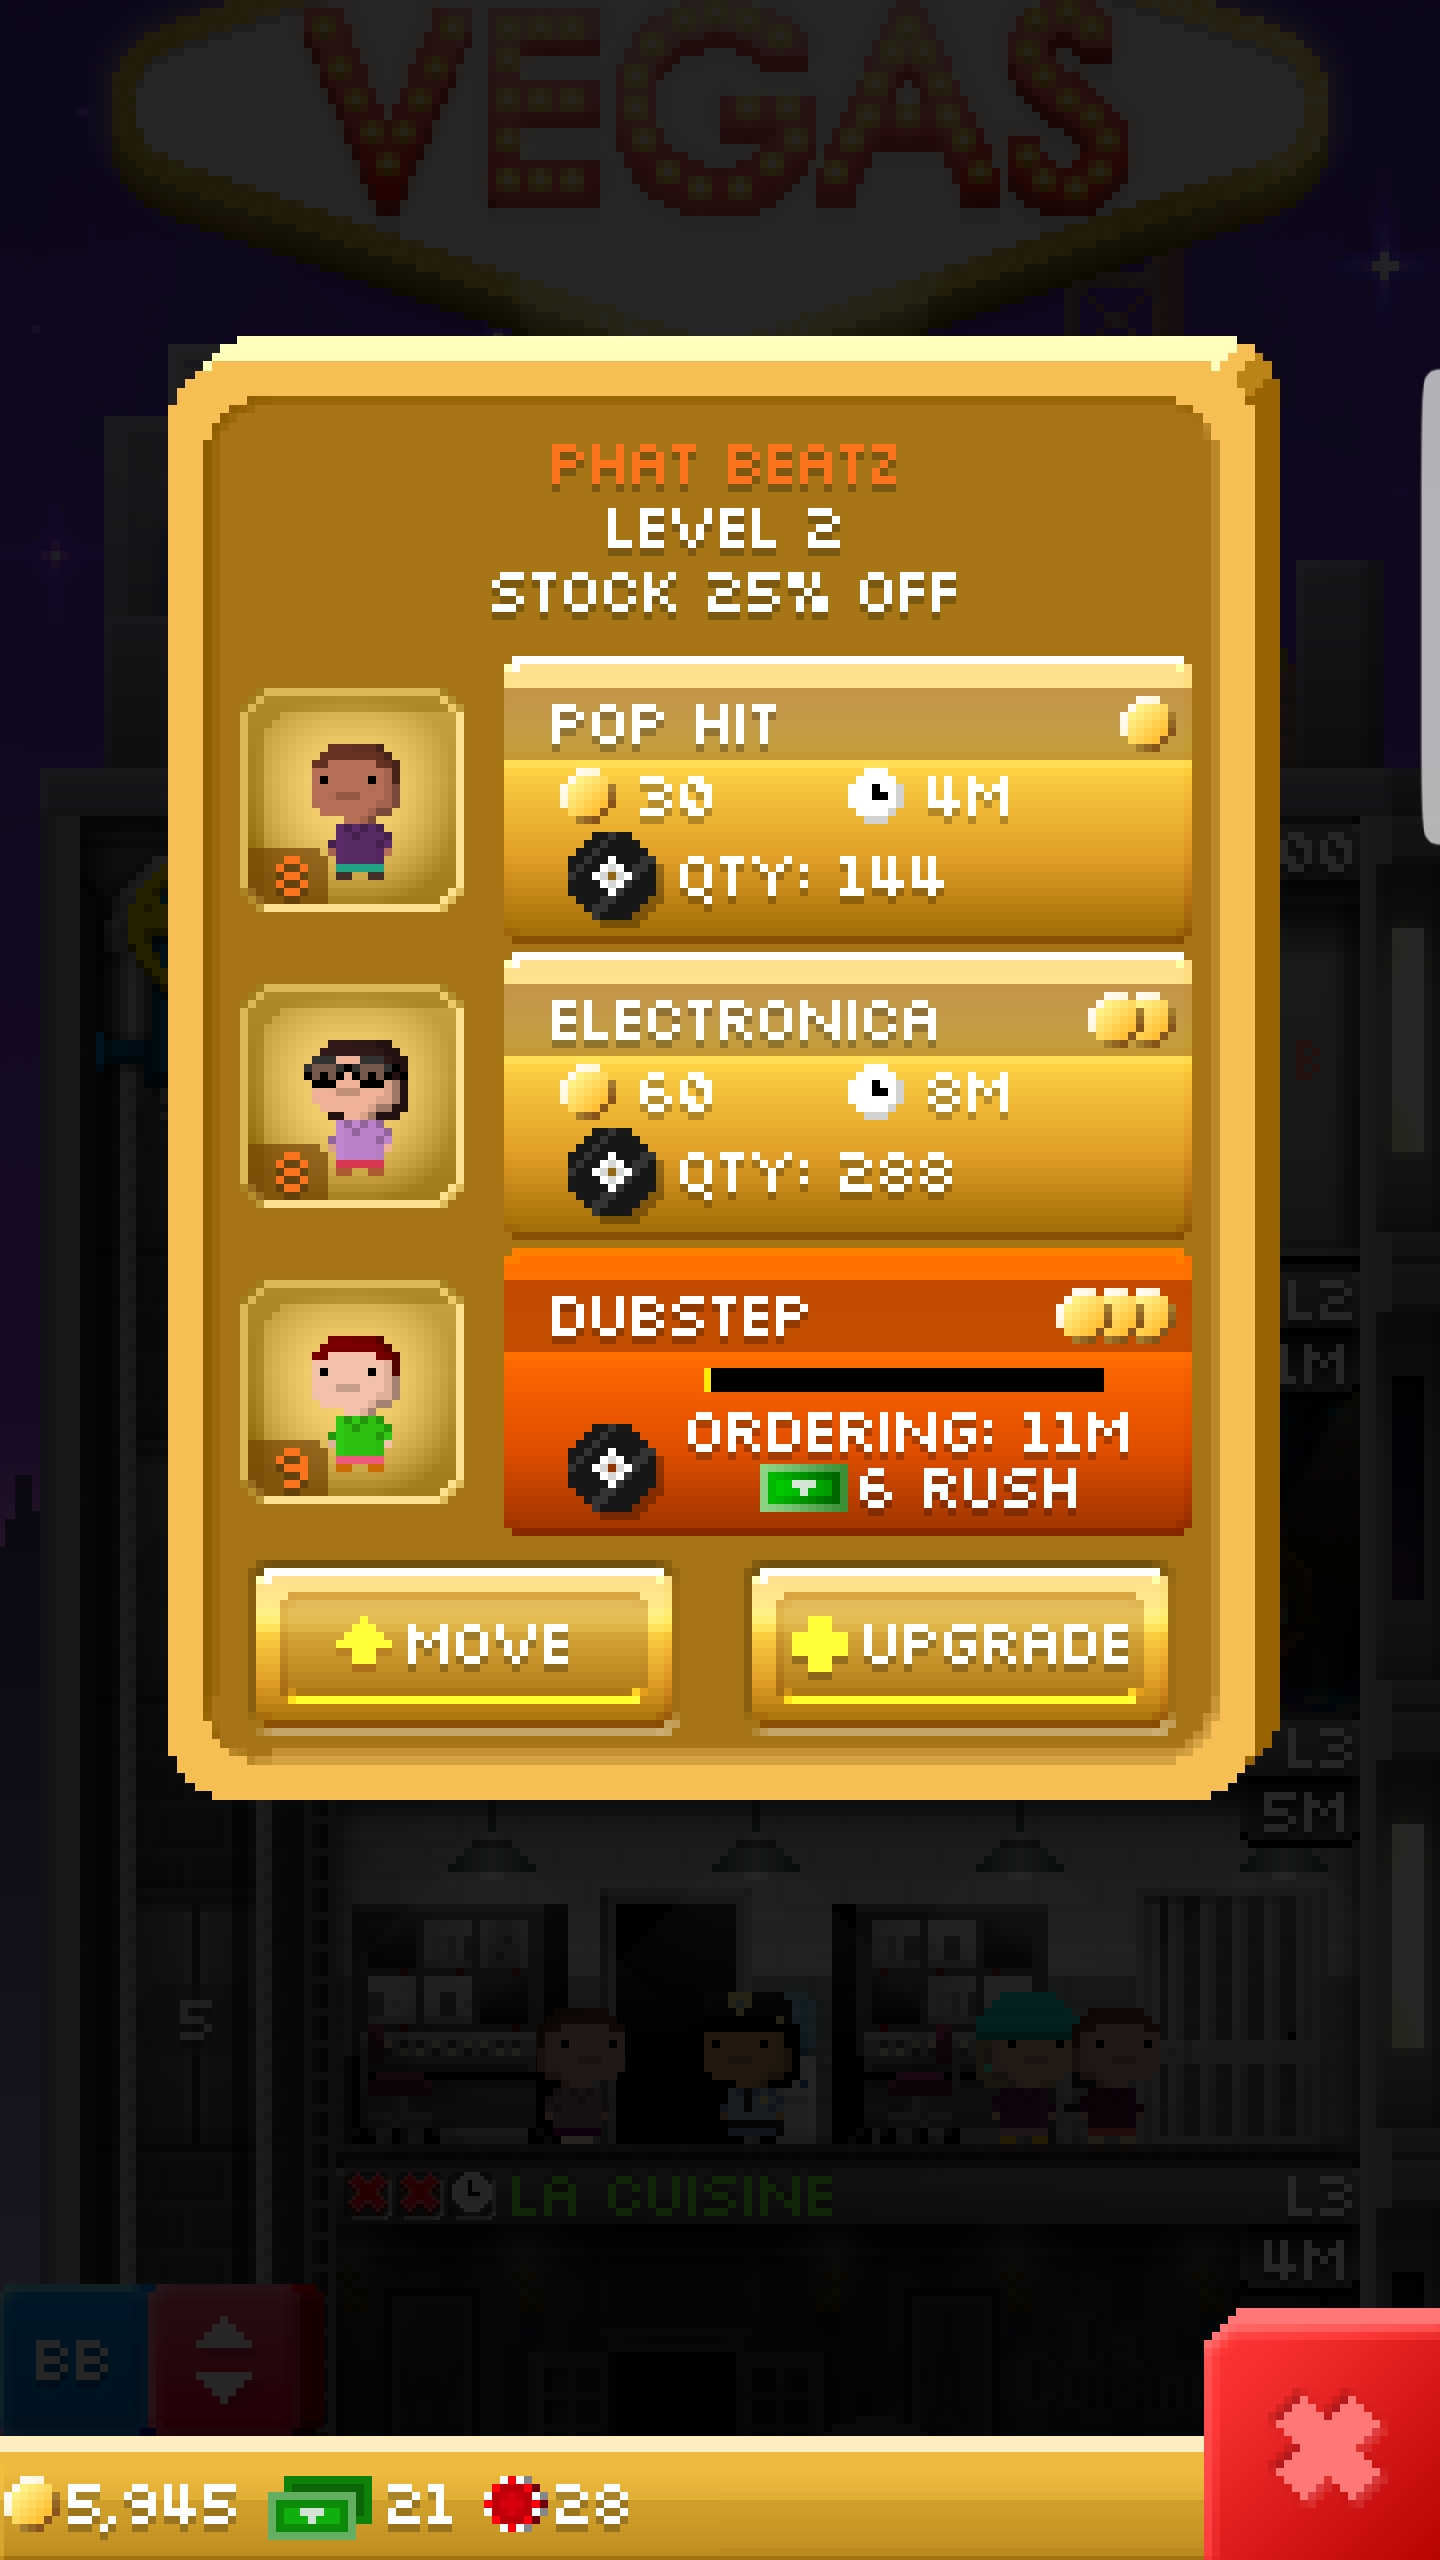 VEGAS
PHAT BEATZ
LEVEL 2
STOCK 25% OFF
POP HIT
30 4M
QTY: 144
8
ELECTRONICA
60 8M
QTY: 288
8
DUBSTEP
ORDERING: 11M
9
6 RUSH
MOVE UPGRADE
L2
L3
5M
5
LA CUISINE L3
4M
BB
5,945 21 28